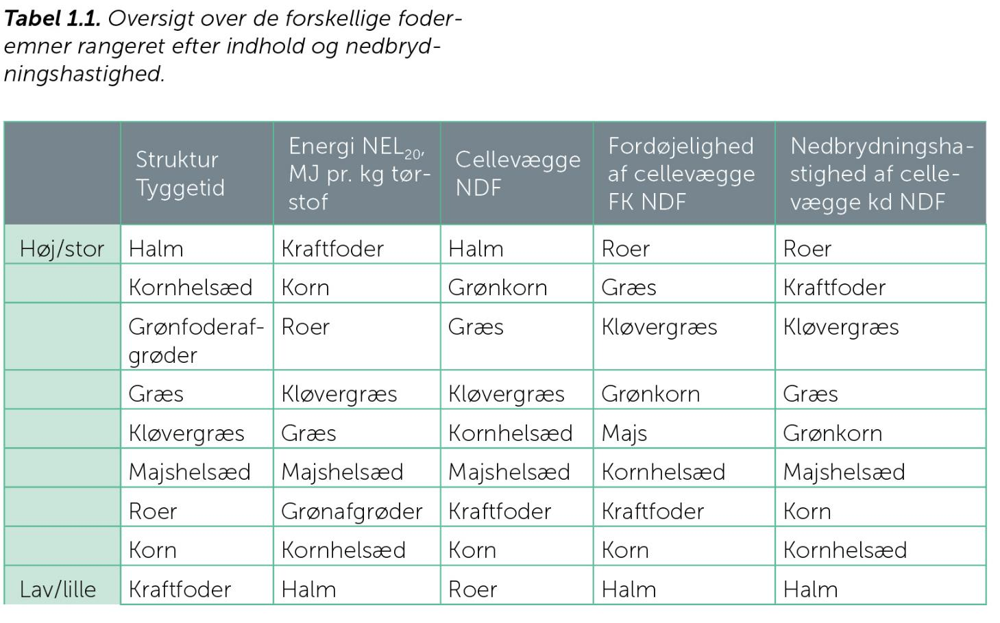 Tabel 1.1. Oversigt over de forskellige foder-
emner rangeret efter indhold og nedbryd-
ningshastighed.
Struktur
Tyggetid
Energi NEL20,
MJ pr. kg tør-
stof
Cellevægge
NDF
Fordøjelighed
af cellevægge
FK NDF
Nedbrydningsha-
stighed af celle-
vægge kd NDF
Høj/stor Halm Kraftfoder Halm Roer Roer
Kornhelsæd Korn Grønkorn Græs Kraftfoder
Grønfoderaf- Roer Græs Kløvergræs Kløvergræs
grøder
Græs Kløvergræs Kløvergræs Grønkorn Græs
Kløvergræs Græs Kornhelsæd Majs Grønkorn
Majshelsæd Majshelsæd Majshelsæd Kornhelsæd Majshelsæd
Roer Grønafgrøder Kraftfoder Kraftfoder Korn
Korn Kornhelsæd Korn Korn Kornhelsæd
Lav/lille Kraftfoder Halm Roer Halm Halm